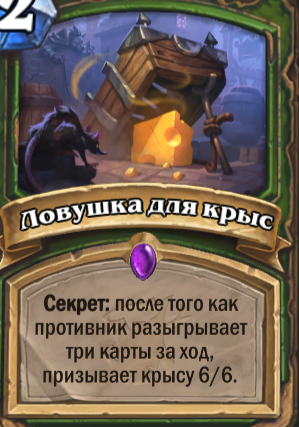 2
Ловушка для крыс
Секрет: после того как
противник разыгрывает
три карты за ход,
призывает крысу 6/6.